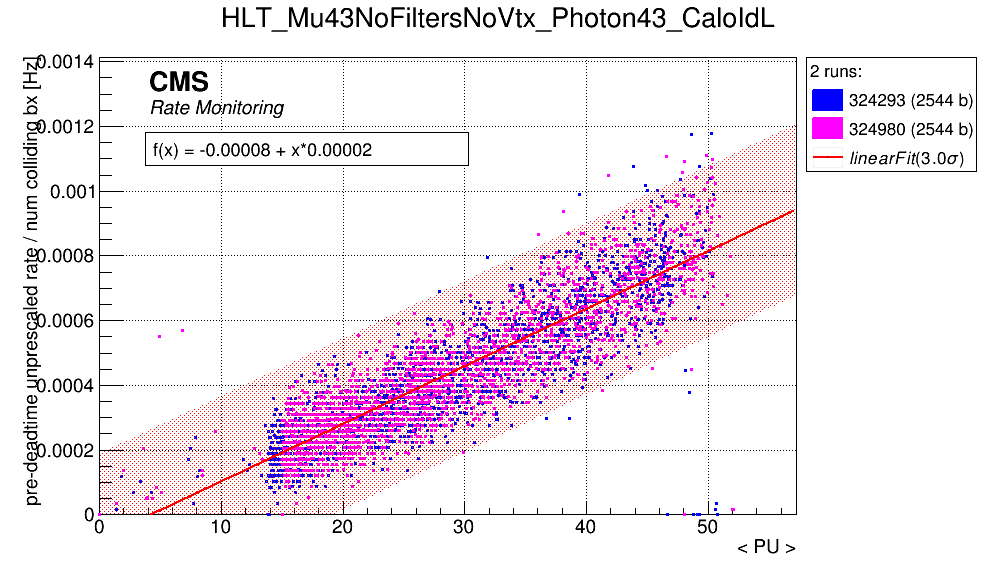 HLT_Mu43NoFiltersNoVtx_Photon43_CaloIdL
pre-deadtime unprescaled rate / num colliding bx [Hz]
0.0014
0.0012
0.001
0.0008
0.0006
0.0004
0.0002
0
CMS
Rate Monitoring
f(x) = -0.00008 + x*0.00002
2 runs:
324293 (2544 b)
324980 (2544 b)
linearFit(3.0σ)
0 10 20 30 40 50
< PU >